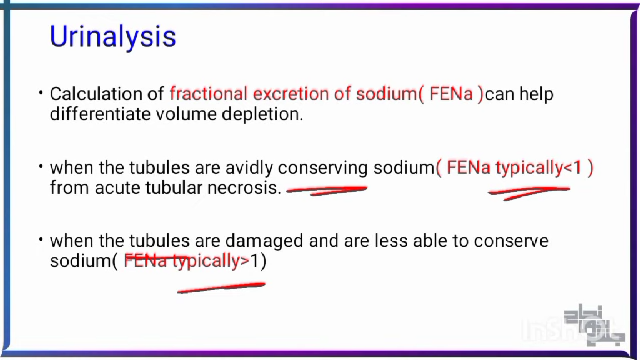 Urinalysis
• Calculation of fractional excretion of sodium( FENa )can help
differentiate volume depletion.
• when the tubules are avidly conserving sodium( FENa typically<1 )
from acute tubular necrosis.
• when the tubules are damaged and are less able to conserve
sodium( FENa typically>1)